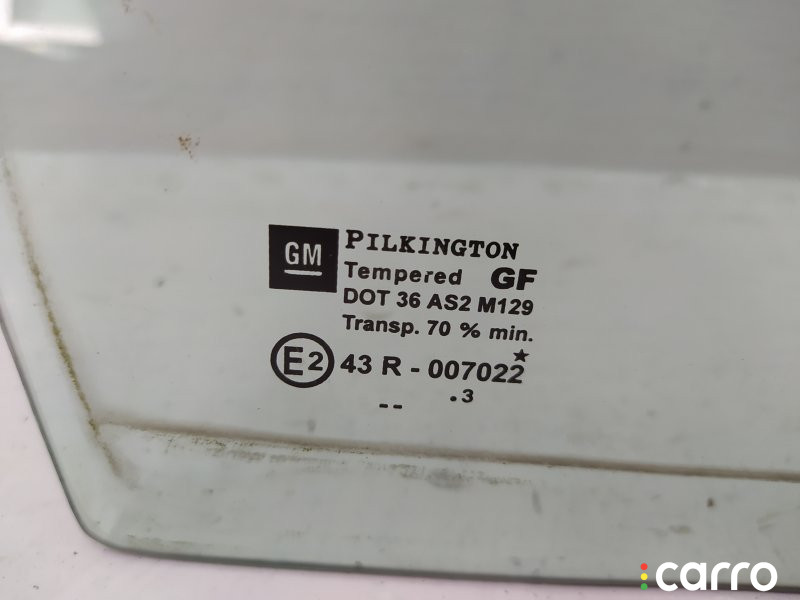 GM
PILKINGTON
Tempered GF
DOT 36 AS2 M129
Transp. 70 % min.
E2 43 R - 007022★
-- .3
carro